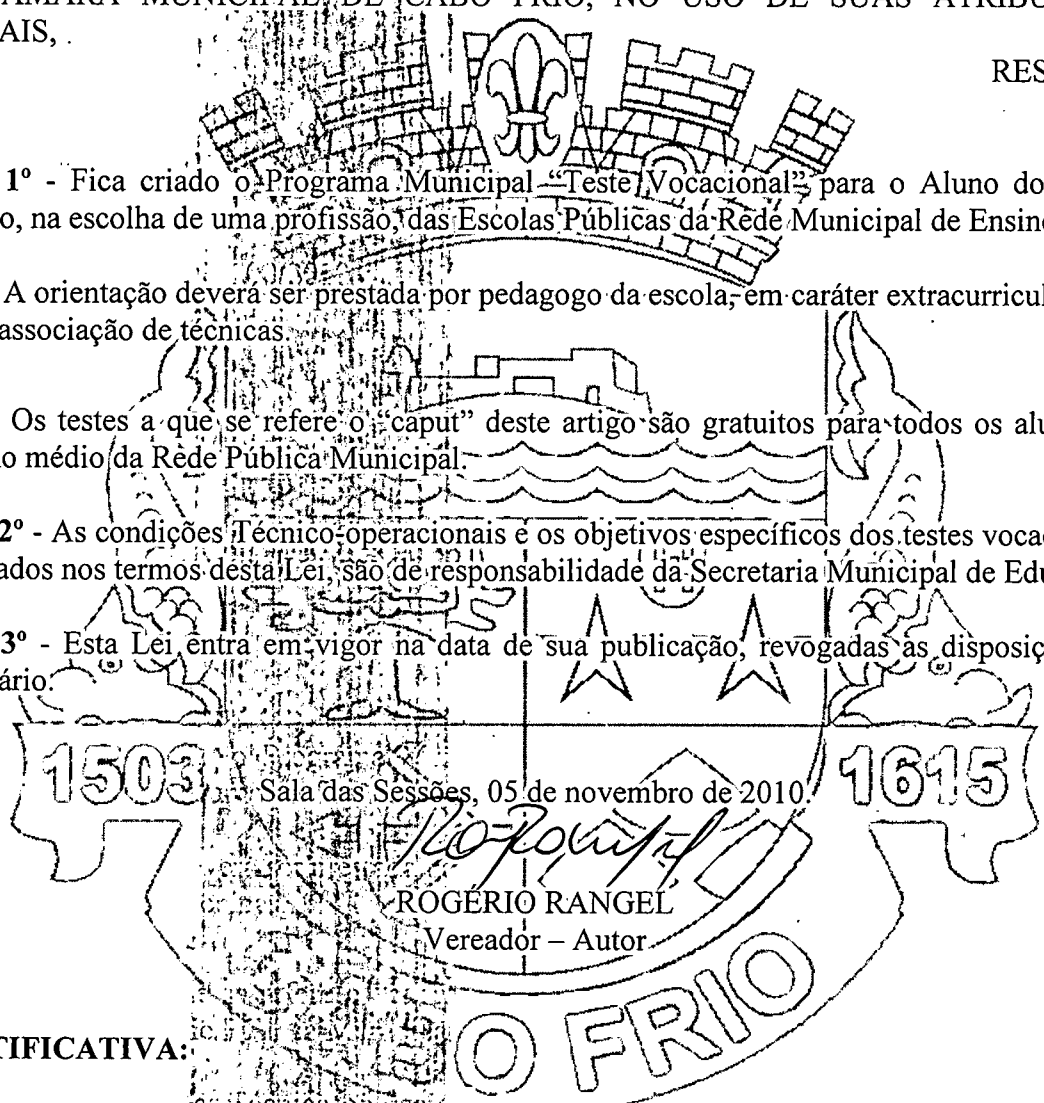 CÂMARA MUNICIPAL DE CABO FRIO, NO USO DE SUAS ATRIBU
AIS,
RES
1º - Fica criado o Programa Municipal “Teste Vocacional” para o Aluno do
o, na escolha de uma profissão, das Escolas Públicas da Rede Municipal de Ensino
A orientação deverá ser prestada por pedagogo da escola, em caráter extracurricul
associação de técnicas.
Os testes a que se refere o “caput” deste artigo são gratuitos para todos os alu
o médio da Rede Pública Municipal.
2º - As condições Técnico-operacionais e os objetivos específicos dos testes voca
ados nos termos desta Lei, são de responsabilidade da Secretaria Municipal de Edu
3º - Esta Lei entra em vigor na data de sua publicação, revogadas as disposiç
ário.
1503
1615
Sala das Sessões, 05 de novembro de 2010.
ROGÉRIO RANGEL
Vereador – Autor
O FRIO
TIFICATIVA: